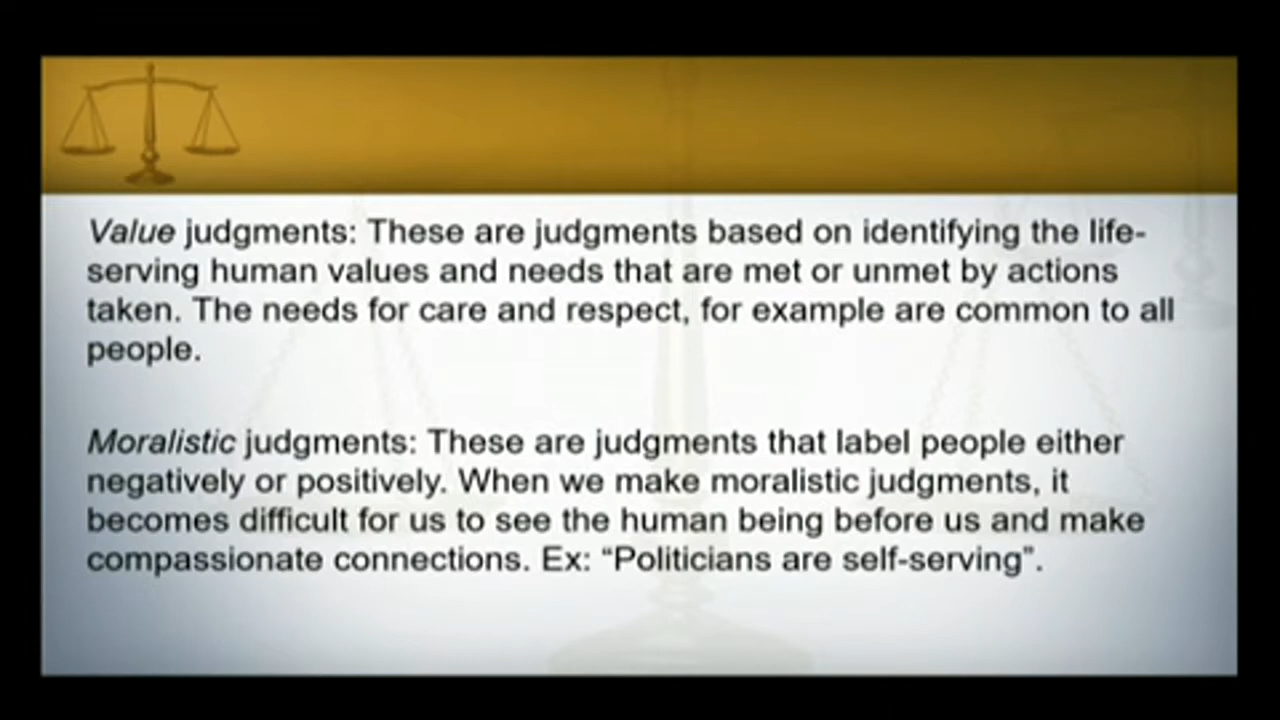 Value judgments: These are judgments based on identifying the life-
serving human values and needs that are met or unmet by actions
taken. The needs for care and respect, for example are common to all
people.
Moralistic judgments: These are judgments that label people either
negatively or positively. When we make moralistic judgments, it
becomes difficult for us to see the human being before us and make
compassionate connections. Ex: “Politicians are self-serving”.